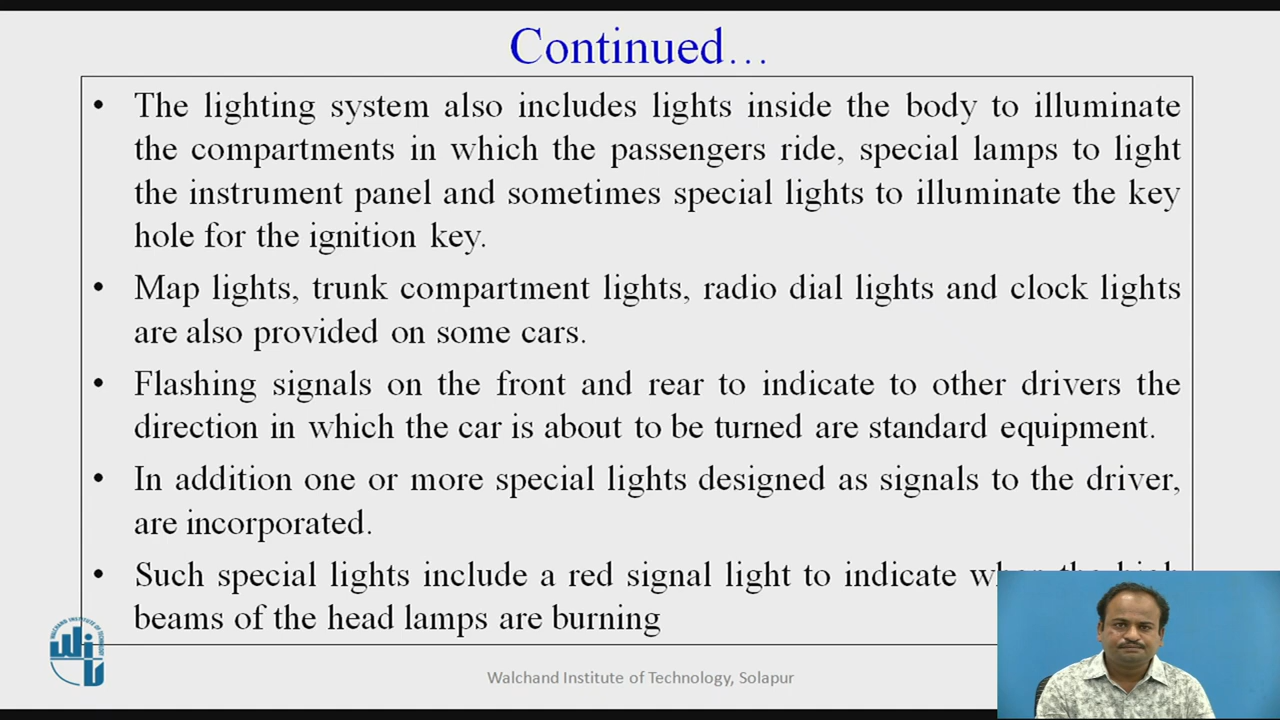 Continued...
• The lighting system also includes lights inside the body to illuminate
the compartments in which the passengers ride, special lamps to light
the instrument panel and sometimes special lights to illuminate the key
hole for the ignition key.
• Map lights, trunk compartment lights, radio dial lights and clock lights
are also provided on some cars.
• Flashing signals on the front and rear to indicate to other drivers the
direction in which the car is about to be turned are standard equipment.
• In addition one or more special lights designed as signals to the driver,
are incorporated.
• Such special lights include a red signal light to indicate when the high
beams of the head lamps are burning
WALCHAND INSTITUTE OF TECHNOLOGY
Walchand Institute of Technology, Solapur